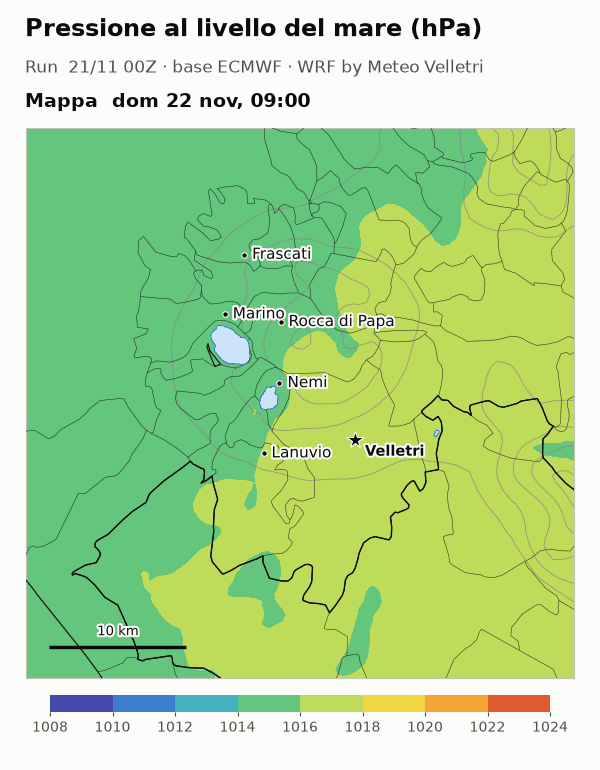 Pressione al livello del mare (hPa)
Run  21/11 00Z · base ECMWF · WRF by Meteo Velletri
Mappa  dom 22 nov, 09:00
Frascati
Marino
Rocca di Papa
Nemi
Velletri
Lanuvio
10 km
1008 1010 1012 1014 1016 1018 1020 1022 1024